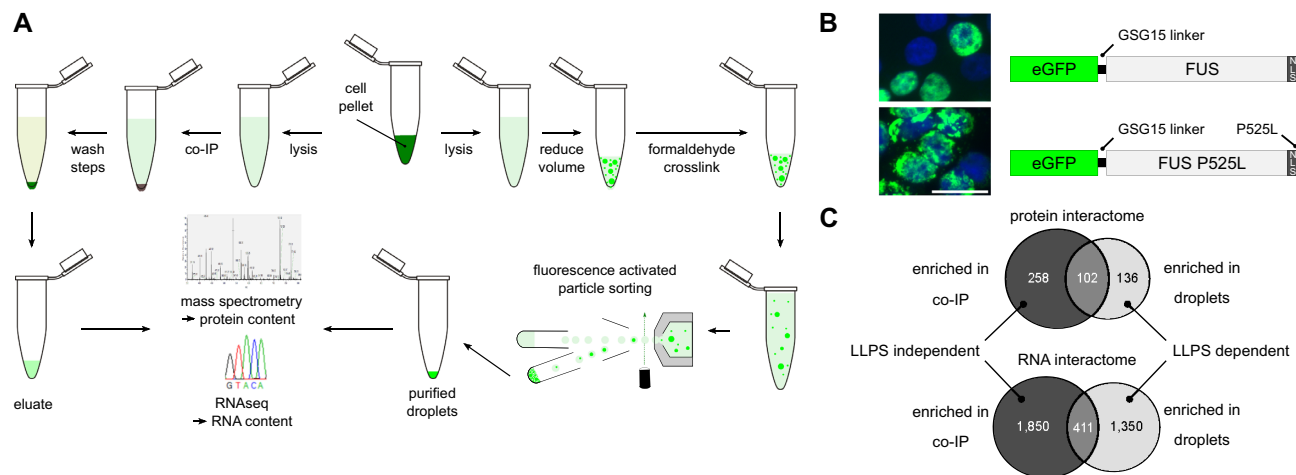 A
cell
pellet
wash
steps
co-IP
lysis
lysis
reduce
volume
formaldehyde
crosslink
mass spectrometry
protein content
G T A C A
RNAseq
RNA content
eluate
purified
droplets
fluorescence activated
particle sorting
B
GSG15 linker
eGFP
FUS
NLS
GSG15 linker
P525L
eGFP
FUS P525L
NLS
C
protein interactome
enriched in
co-IP
258
102
136
enriched in
droplets
LLPS independent
LLPS dependent
RNA interactome
enriched in
co-IP
1,850
411
1,350
enriched in
droplets